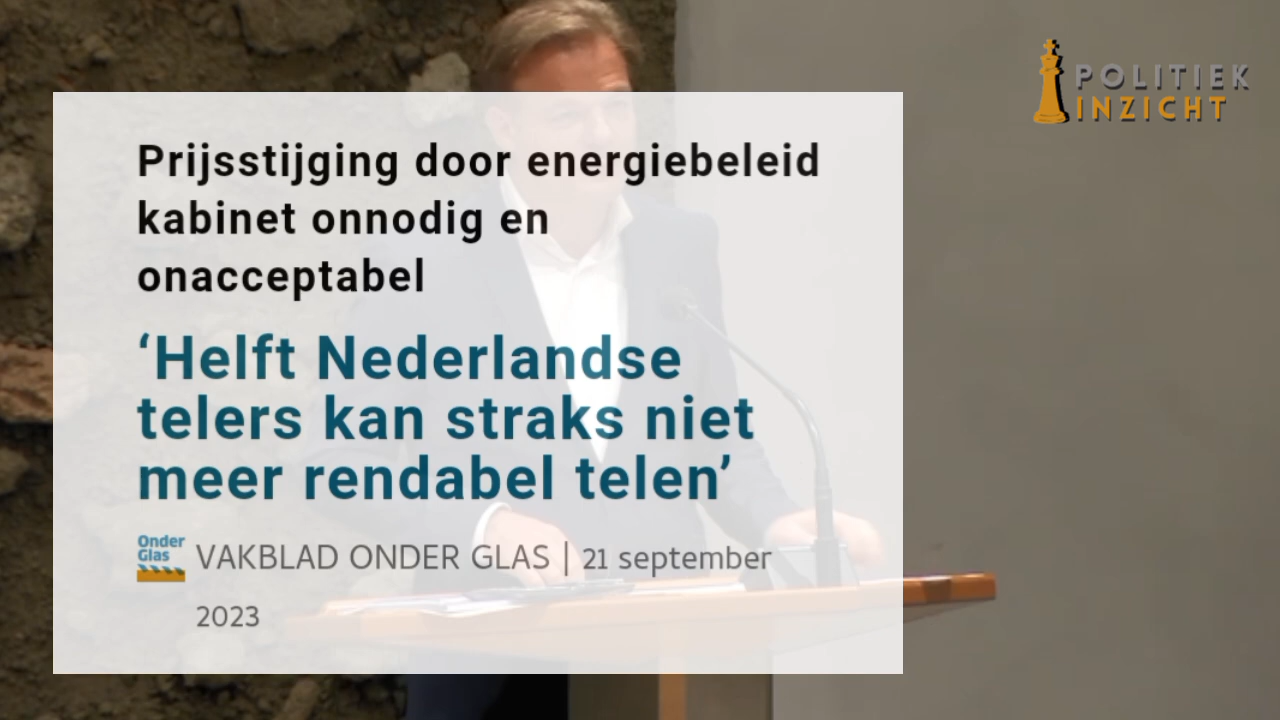 POLITIEK
INZICHT
Prijsstijging door energiebeleid
kabinet onnodig en
onacceptabel
‘Helft Nederlandse
telers kan straks niet
meer rendabel telen’
Onder
Glas
VAKBLAD ONDER GLAS | 21 september
2023